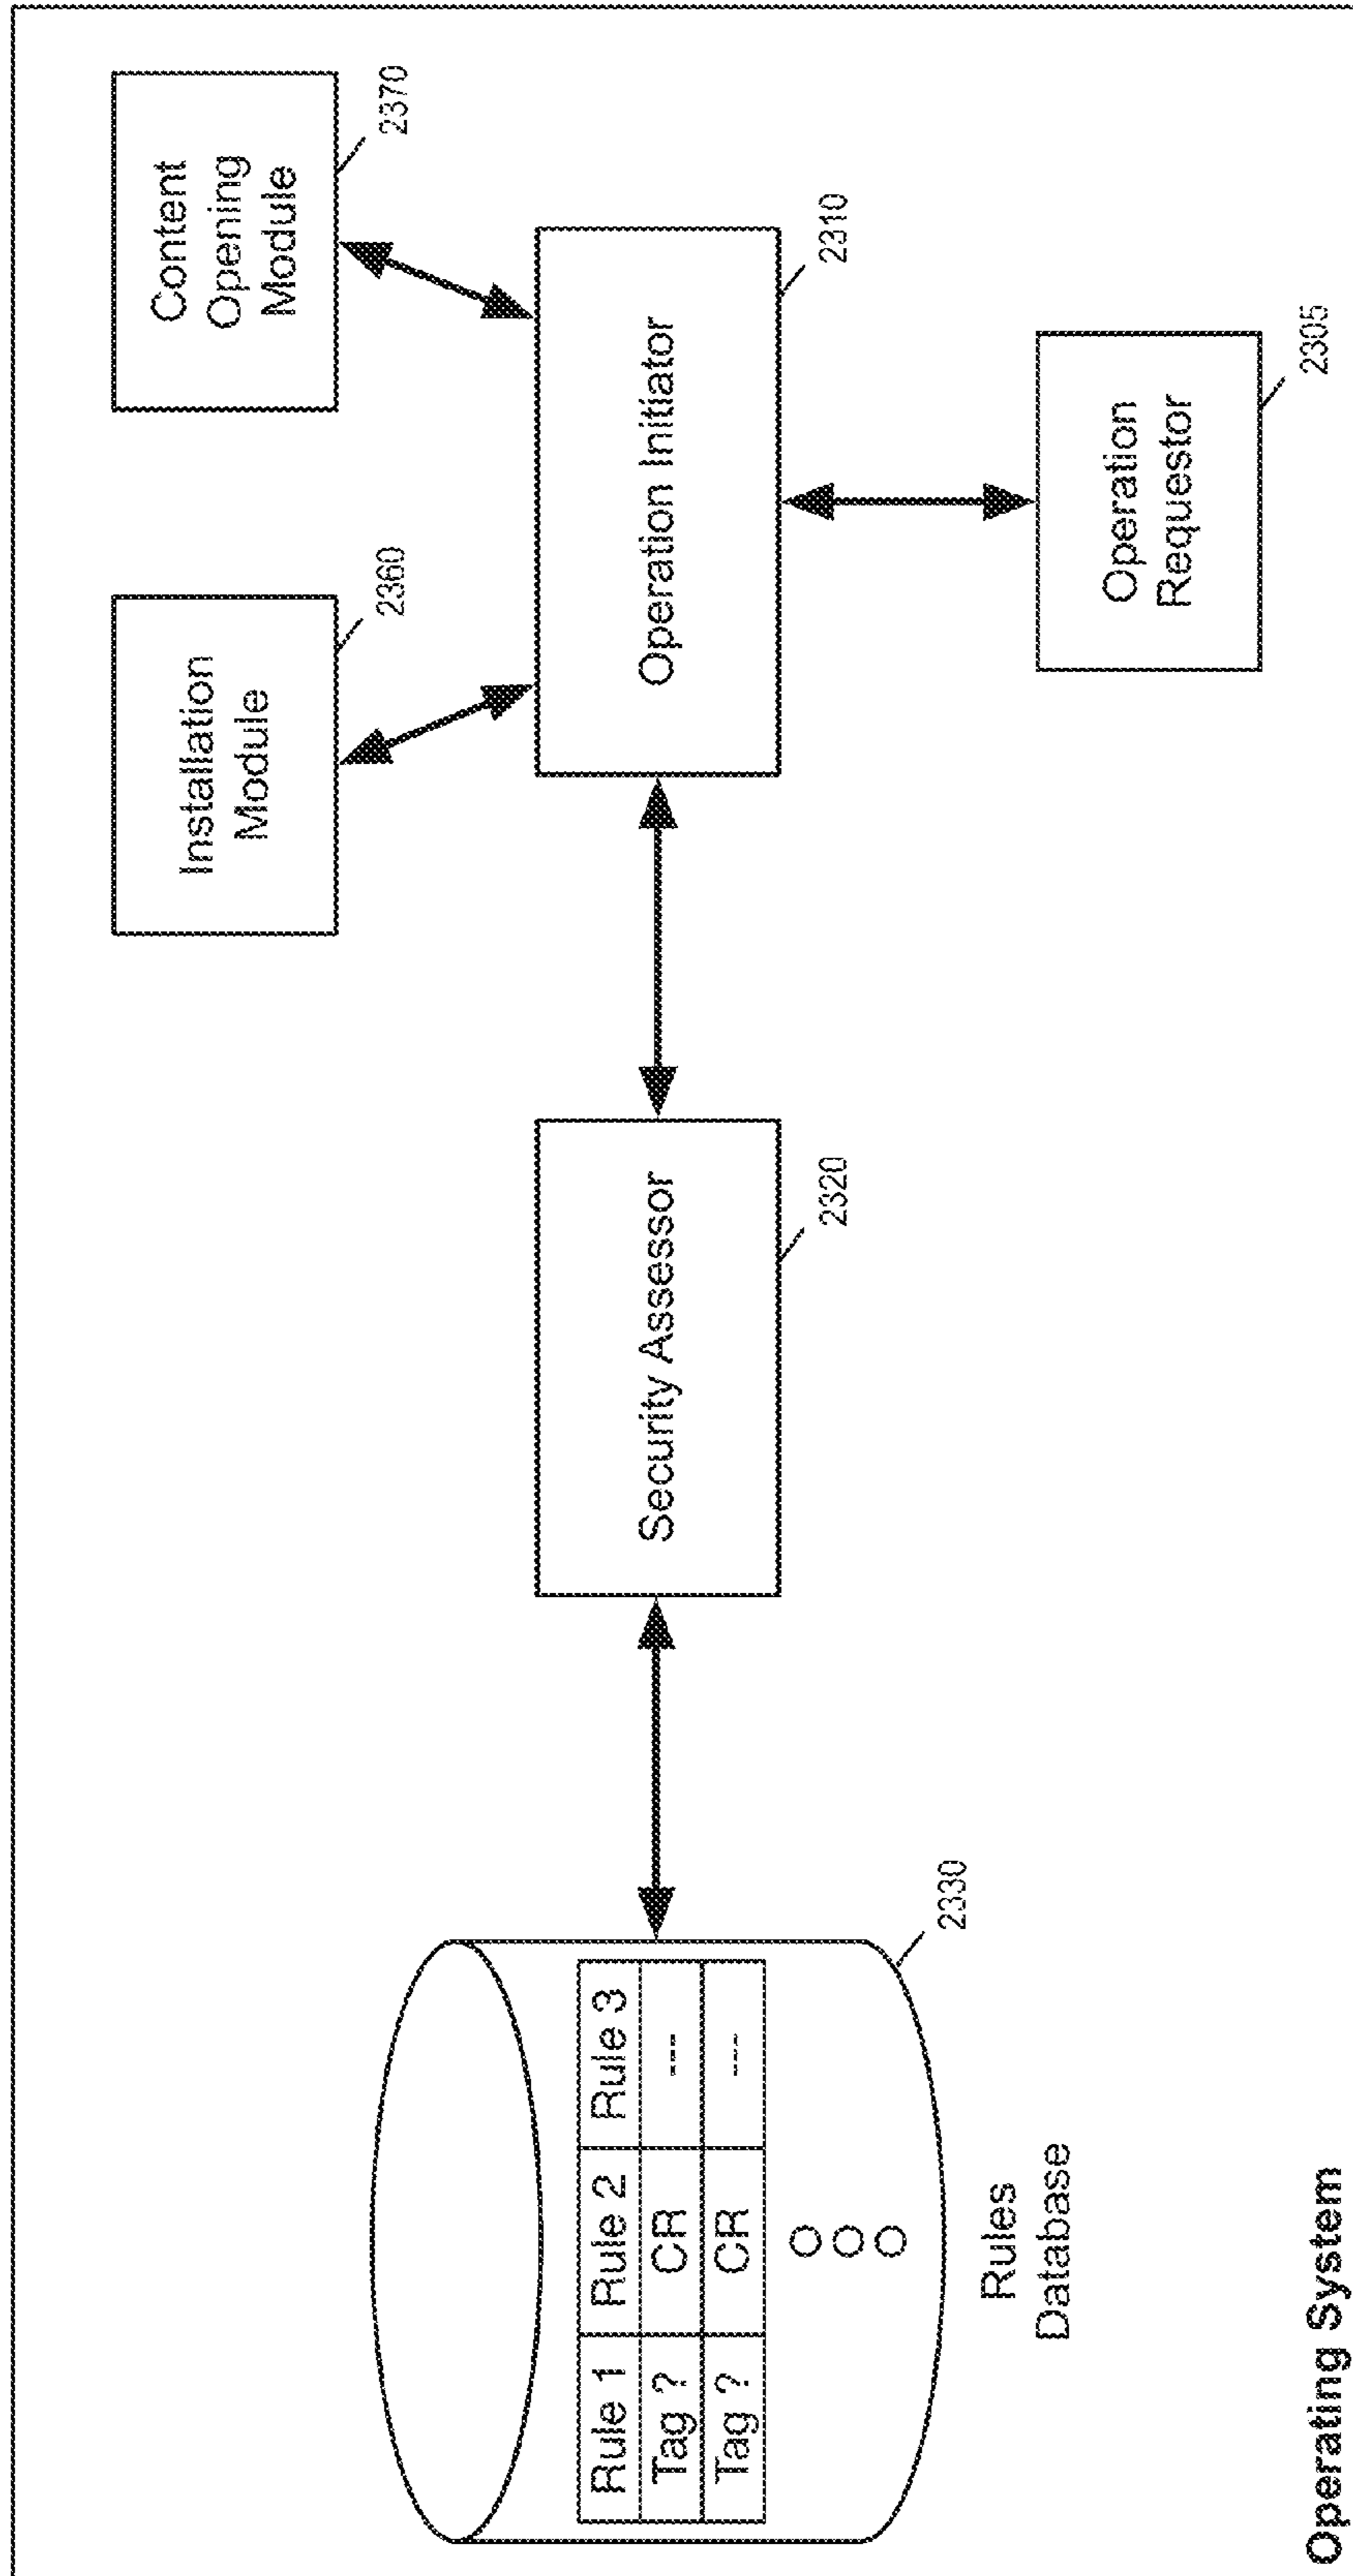 Content
Opening
Module
2370
Installation
Module
2360
Operation Initiator
2310
Operation
Requestor
2305
Security Assessor
2320
Rule 1 Rule 2 Rule 3
Tag ? CR ---
Tag ? CR ---
2330
Rules
Database
Operating System